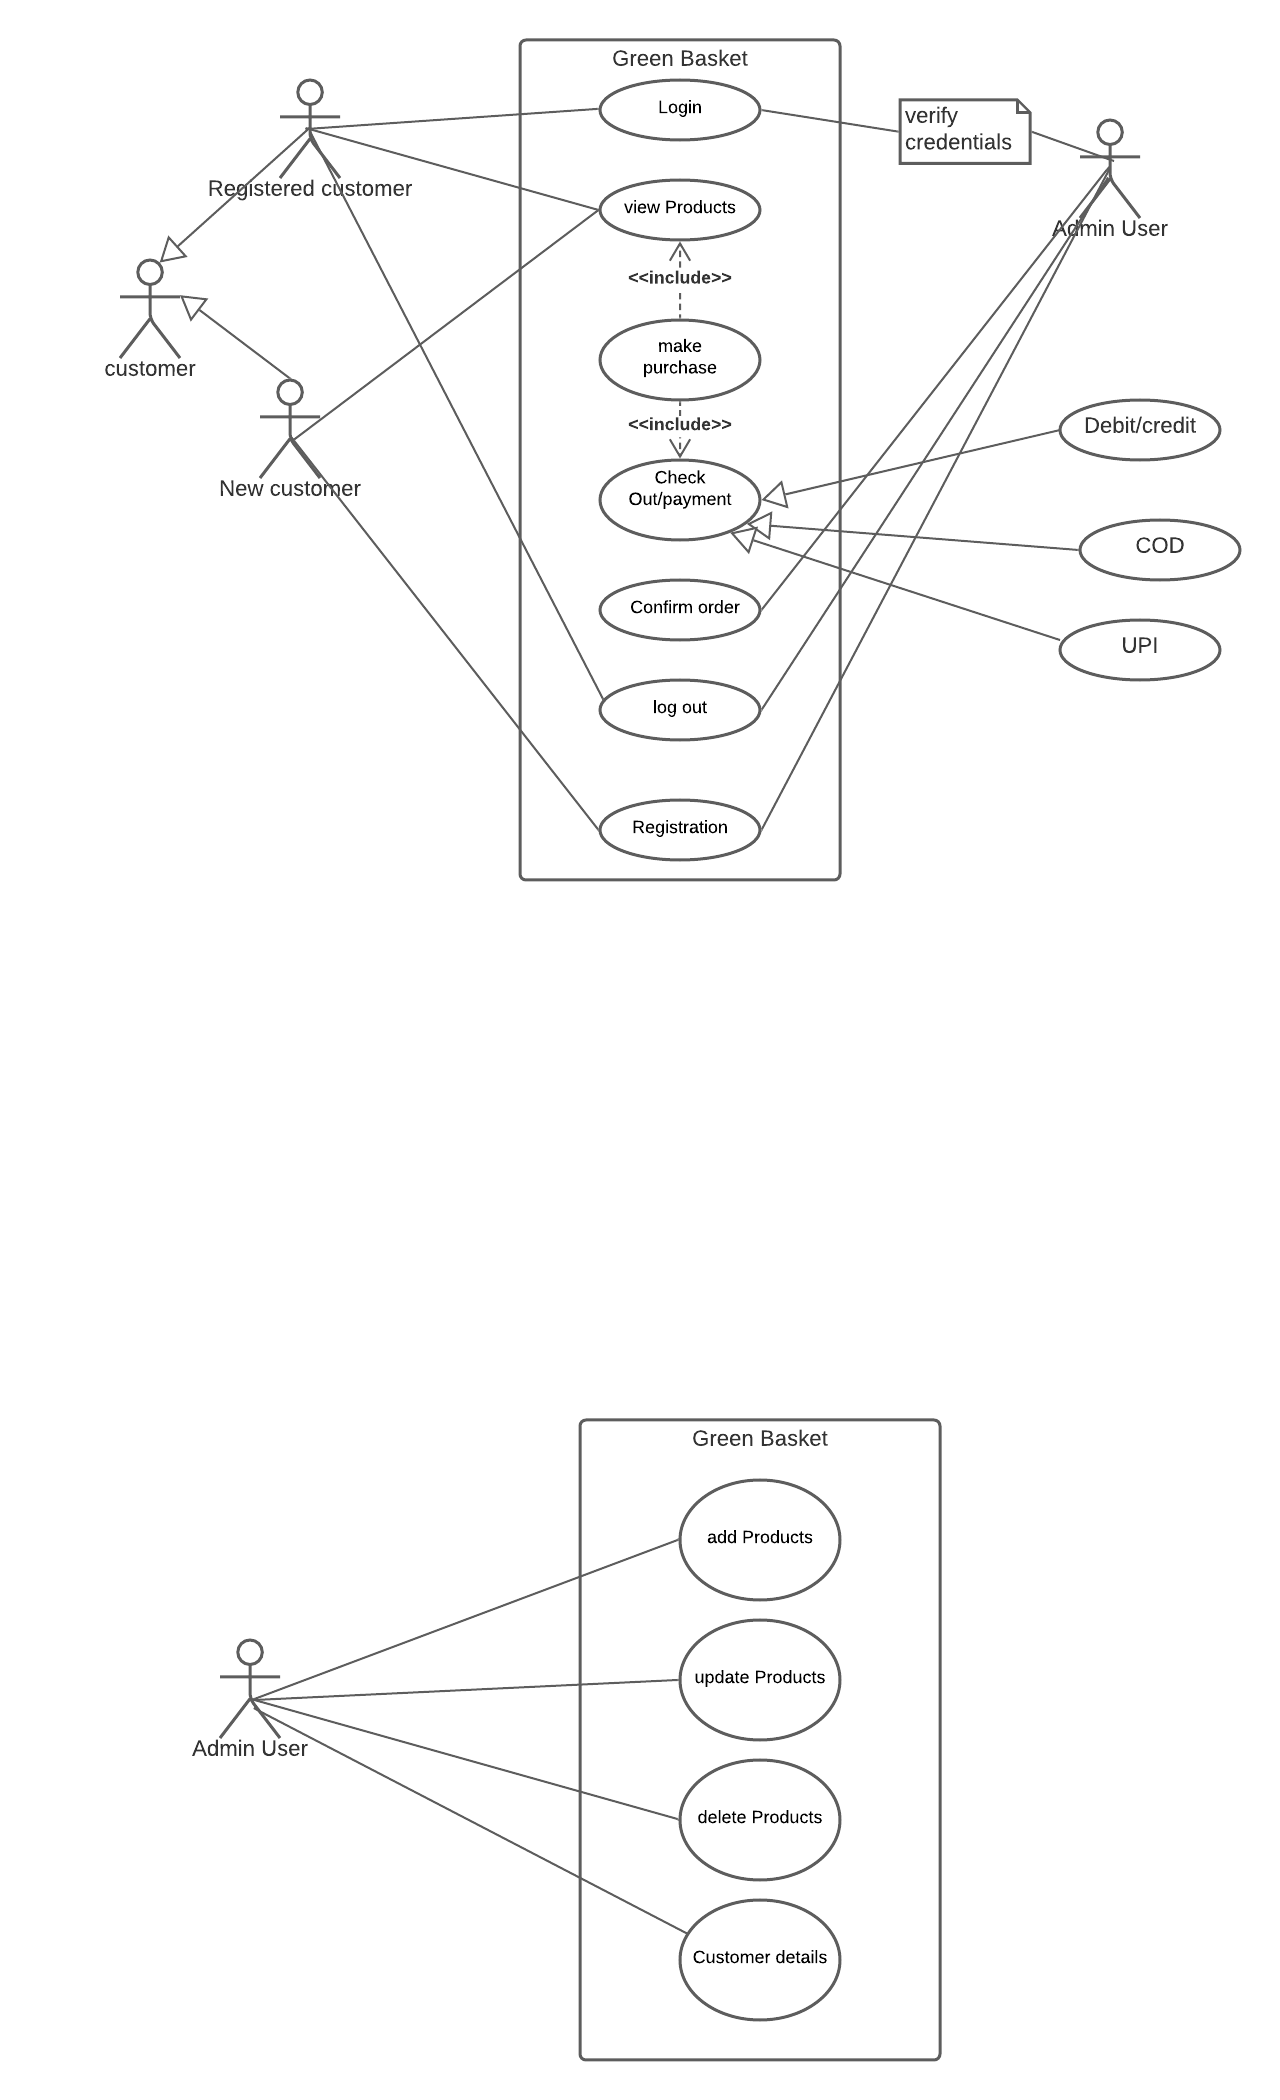 Green Basket
Login
verify
credentials
Registered customer
view Products
Admin User
<<include>>
make
purchase
customer
<<include>>
Debit/credit
Check
Out/payment
New customer
COD
Confirm order
UPI
log out
Registration
Green Basket
add Products
update Products
Admin User
delete Products
Customer details